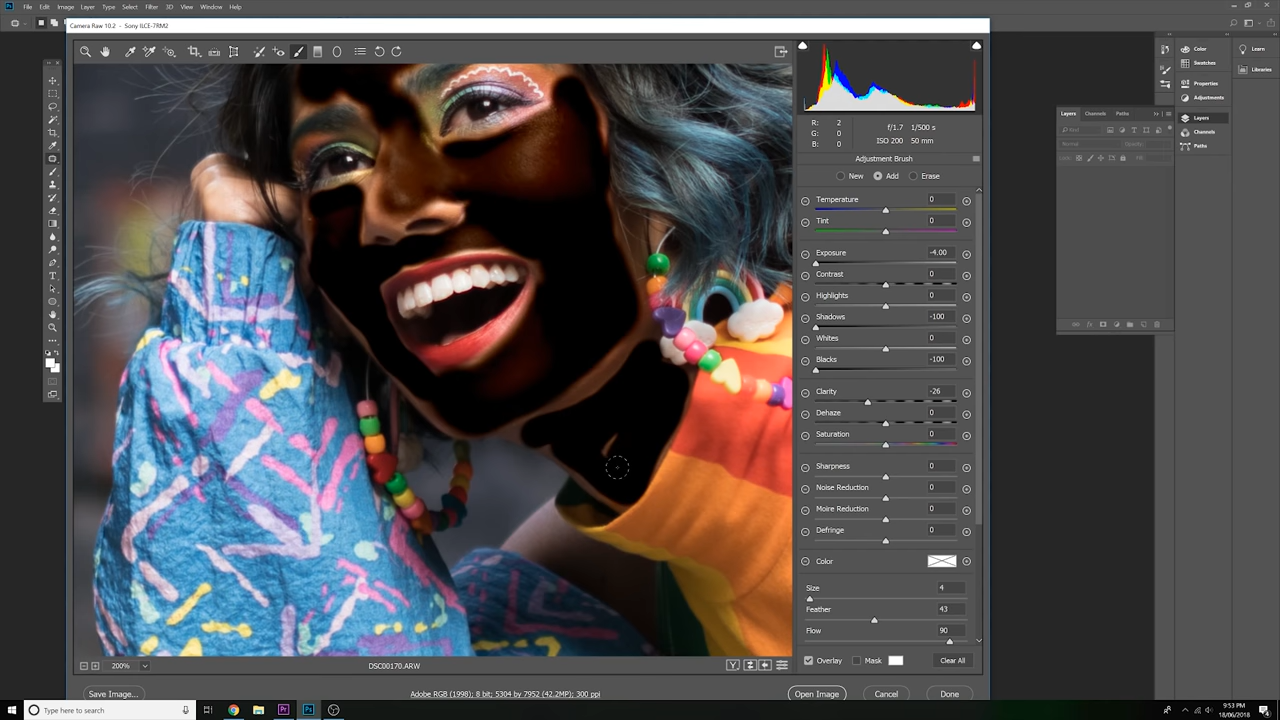 File Edit Image Layer Type Select Filter 3D View Window Help
Camera Raw 10.2 - Sony ILCE-7RM2
R: 2
G: 0
B: 0
f/1.7 1/500 s
ISO 200 50 mm
Adjustment Brush
New Add Erase
Temperature 0
Tint 0
Exposure -4.00
Contrast 0
Highlights 0
Shadows -100
Whites 0
Blacks -100
Clarity -26
Dehaze 0
Saturation 0
Sharpness 0
Noise Reduction 0
Moire Reduction 0
Defringe 0
Color
Size 4
Feather 43
Flow 90
Overlay Mask Clear All
200% DSC00170.ARW
Save Image... Adobe RGB (1998); 8 bit; 5304 by 7952 (42.2MP); 300 ppi Open Image Cancel Done
Layers Channels Paths
Normal Opacity:
Color
Swatches
Properties
Adjustments
Layers
Channels
Paths
Learn
Libraries
Type here to search
9:53 PM
18/06/2018